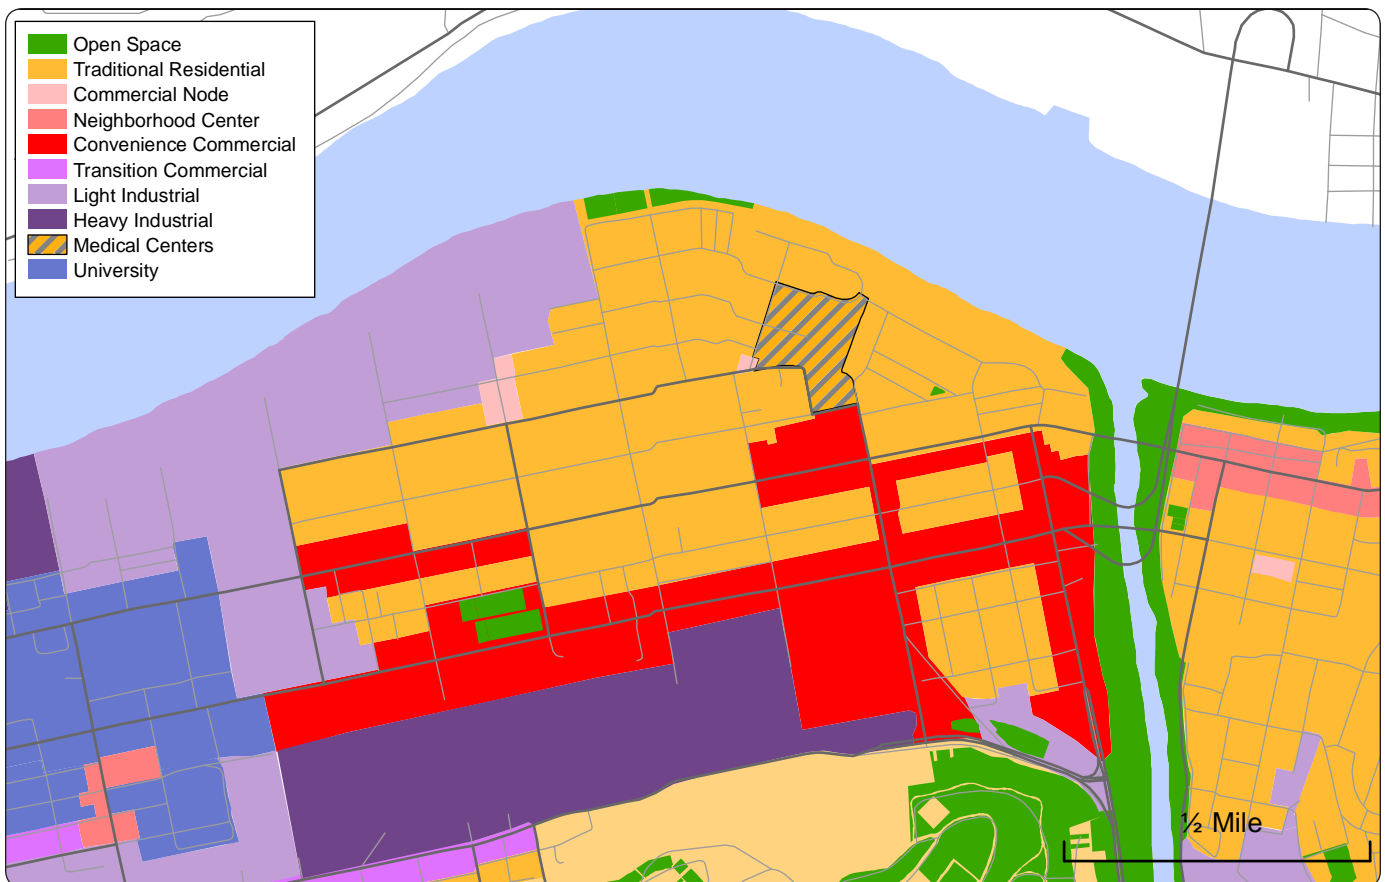 Open Space
Traditional Residential
Commercial Node
Neighborhood Center
Convenience Commercial
Transition Commercial
Light Industrial
Heavy Industrial
Medical Centers
University
½ Mile